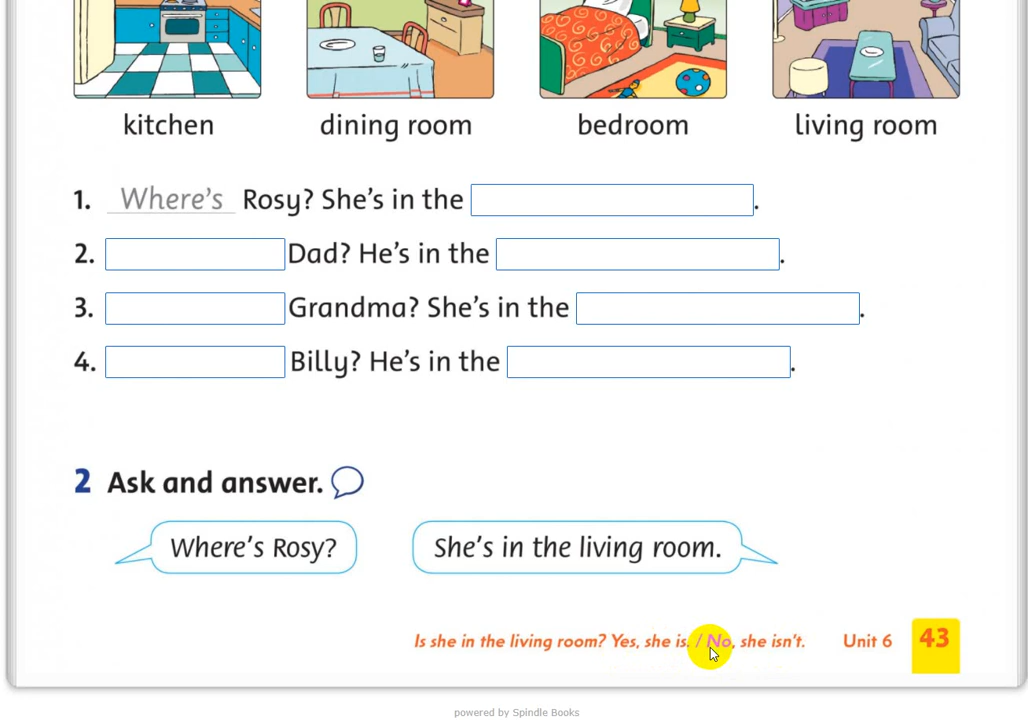 kitchen dining room bedroom living room
1. Where's Rosy? She's in the .
2. Dad? He's in the .
3. Grandma? She's in the .
4. Billy? He's in the .
2 Ask and answer.
Where's Rosy? She's in the living room.
Is she in the living room? Yes, she is. / No, she isn't. Unit 6 43
powered by Spindle Books